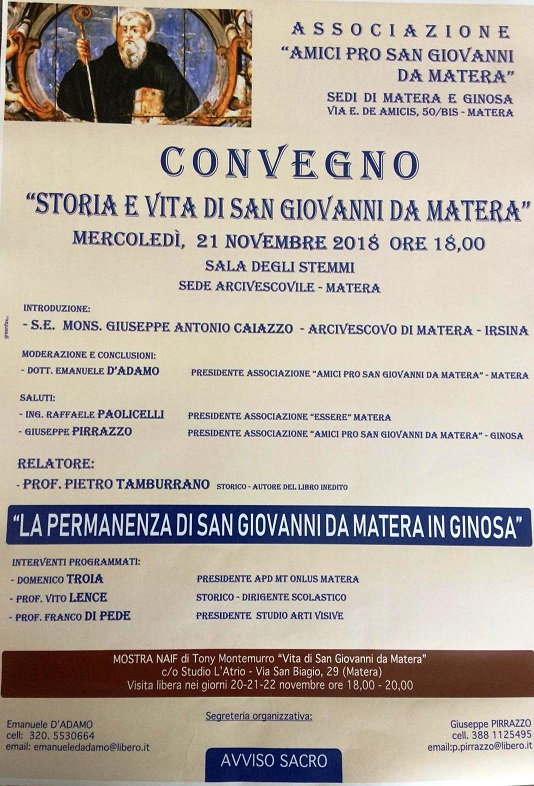 ASSOCIAZIONE
"AMICI PRO SAN GIOVANNI
DA MATERA"
SEDI DI MATERA E GINOSA
VIA E. DE AMICIS, 50/BIS - MATERA
CONVEGNO
"STORIA E VITA DI SAN GIOVANNI DA MATERA"
MERCOLEDÌ, 21 NOVEMBRE 2018 ORE 18,00
SALA DEGLI STEMMI
SEDE ARCIVESCOVILE - MATERA
INTRODUZIONE:
- S.E. MONS. GIUSEPPE ANTONIO CAIAZZO - ARCIVESCOVO DI MATERA - IRSINA
MODERAZIONE E CONCLUSIONI:
- DOTT. EMANUELE D'ADAMO PRESIDENTE ASSOCIAZIONE "AMICI PRO SAN GIOVANNI DA MATERA" - MATERA
SALUTI:
- ING. RAFFAELE PAOLICELLI PRESIDENTE ASSOCIAZIONE "ESSERE" MATERA
- GIUSEPPE PIRRAZZO PRESIDENTE ASSOCIAZIONE "AMICI PRO SAN GIOVANNI DA MATERA" - GINOSA
RELATORE:
- PROF. PIETRO TAMBURRANO STORICO - AUTORE DEL LIBRO INEDITO
"LA PERMANENZA DI SAN GIOVANNI DA MATERA IN GINOSA"
INTERVENTI PROGRAMMATI:
- DOMENICO TROIA PRESIDENTE APD MT ONLUS MATERA
- PROF. VITO LENCE STORICO - DIRIGENTE SCOLASTICO
- PROF. FRANCO DI PEDE PRESIDENTE STUDIO ARTI VISIVE
MOSTRA NAIF di Tony Montemurro "Vita di San Giovanni da Matera"
c/o Studio L'Atrio - Via San Biagio, 29 (Matera)
Visita libera nei giorni 20-21-22 novembre ore 18,00 - 20,00
Segreteria organizzativa:
Emanuele D'ADAMO
cell: 320. 5530664
email: emanueledadamo@libero.it
Giuseppe PIRRAZZO
cell. 388 1125495
email:p.pirrazzo@libero.it
AVVISO SACRO